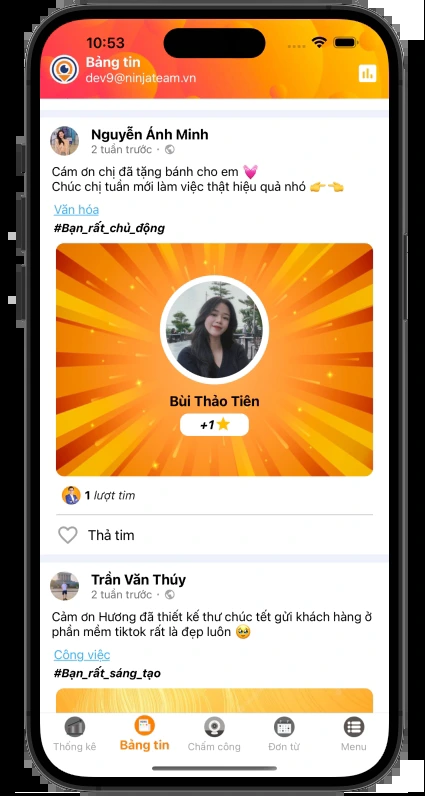 10:53
Bảng tin
dev9@ninjateam.vn
Nguyễn Ánh Minh
2 tuần trước ·
Cám ơn chị đã tặng bánh cho em 💓
Chúc chị tuần mới làm việc thật hiệu quả nhó 👉👈
Văn hóa
#Bạn_rất_chủ_động
Bùi Thảo Tiên
+1⭐
1 lượt tim
Thả tim
Trần Văn Thúy
2 tuần trước ·
Cảm ơn Hương đã thiết kế thư chúc tết gửi khách hàng ở
phần mềm tiktok rất là đẹp luôn 🥹
Công việc
#Bạn_rất_sáng_tạo
Thống kê
Bảng tin
Chấm công
Đơn từ
Menu